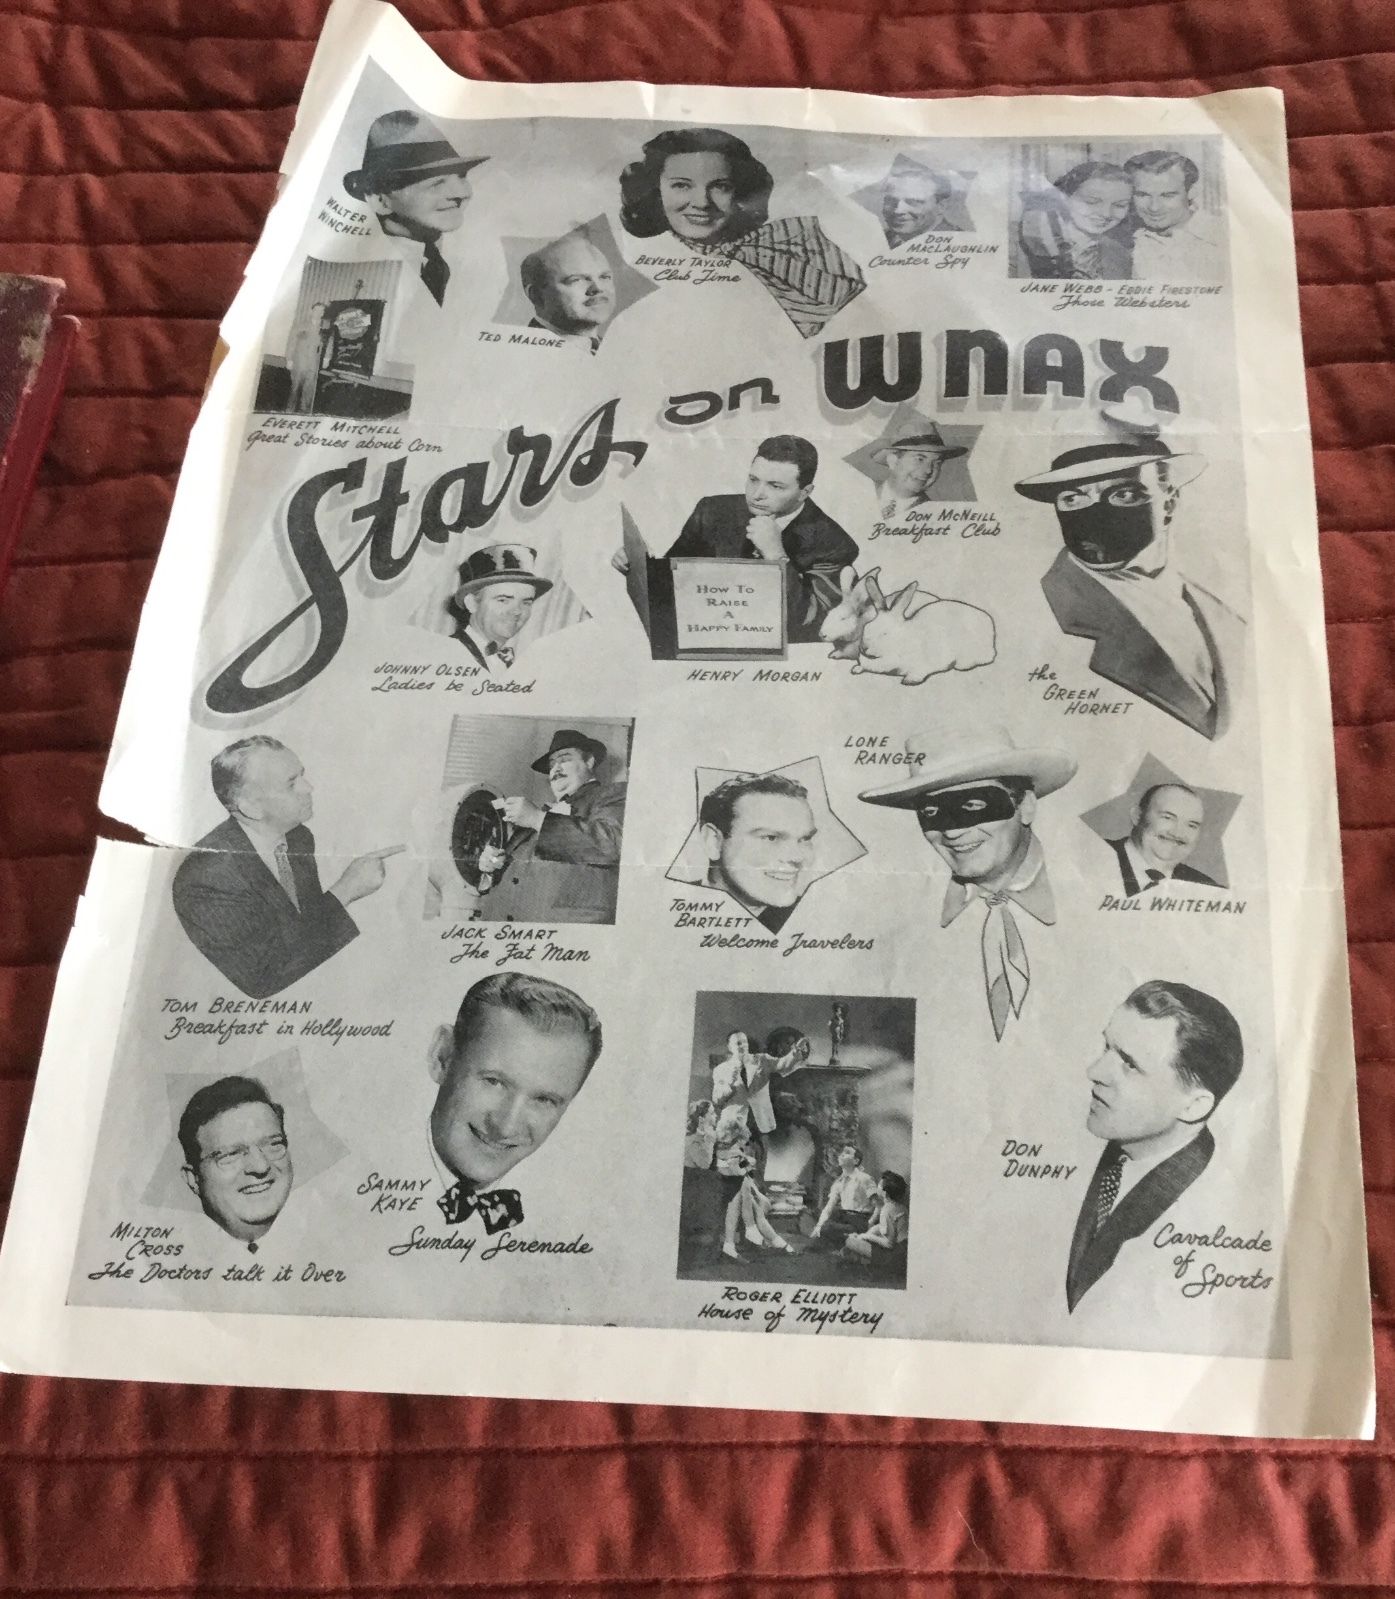 WALTER
WINCHELL
TED MALONE
BEVERLY TAYLOR
Club Time
DON
MACLAUGHLIN
Counter Spy
JANE WEBB - EDDIE FIRESTONE
Those Websters
EVERETT MITCHELL
Great Stories about Corn
Stars on WNAX
JOHNNY OLSEN
Ladies be Seated
HOW TO
RAISE
A
HAPPY FAMILY
HENRY MORGAN
DON MCNEILL
Breakfast Club
the
GREEN
HORNET
TOM BRENEMAN
Breakfast in Hollywood
JACK SMART
The Fat Man
TOMMY
BARTLETT
Welcome Travelers
LONE
RANGER
PAUL WHITEMAN
MILTON
CROSS
The Doctors talk it Over
SAMMY
KAYE
Sunday Serenade
ROGER ELLIOTT
House of Mystery
DON
DUNPHY
Cavalcade
of
Sports